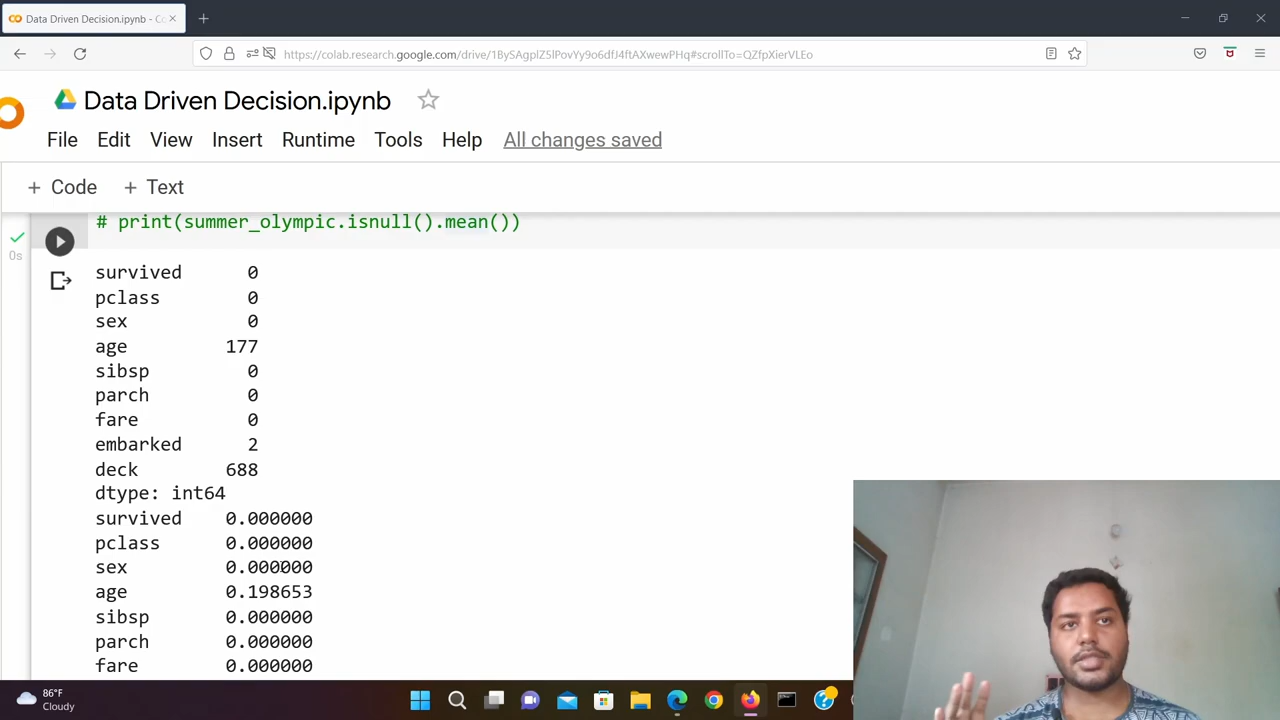 Data Driven Decision.ipynb - Co
https://colab.research.google.com/drive/1BySAgplZ5lPovYy9o6dfJ4ftAXwewPHq#scrollTo=QZfpXierVLEo
Data Driven Decision.ipynb
File Edit View Insert Runtime Tools Help All changes saved
+ Code + Text
# print(summer_olympic.isnull().mean())
0s
survived 0
pclass 0
sex 0
age 177
sibsp 0
parch 0
fare 0
embarked 2
deck 688
dtype: int64
survived 0.000000
pclass 0.000000
sex 0.000000
age 0.198653
sibsp 0.000000
parch 0.000000
fare 0.000000
86°F
Cloudy